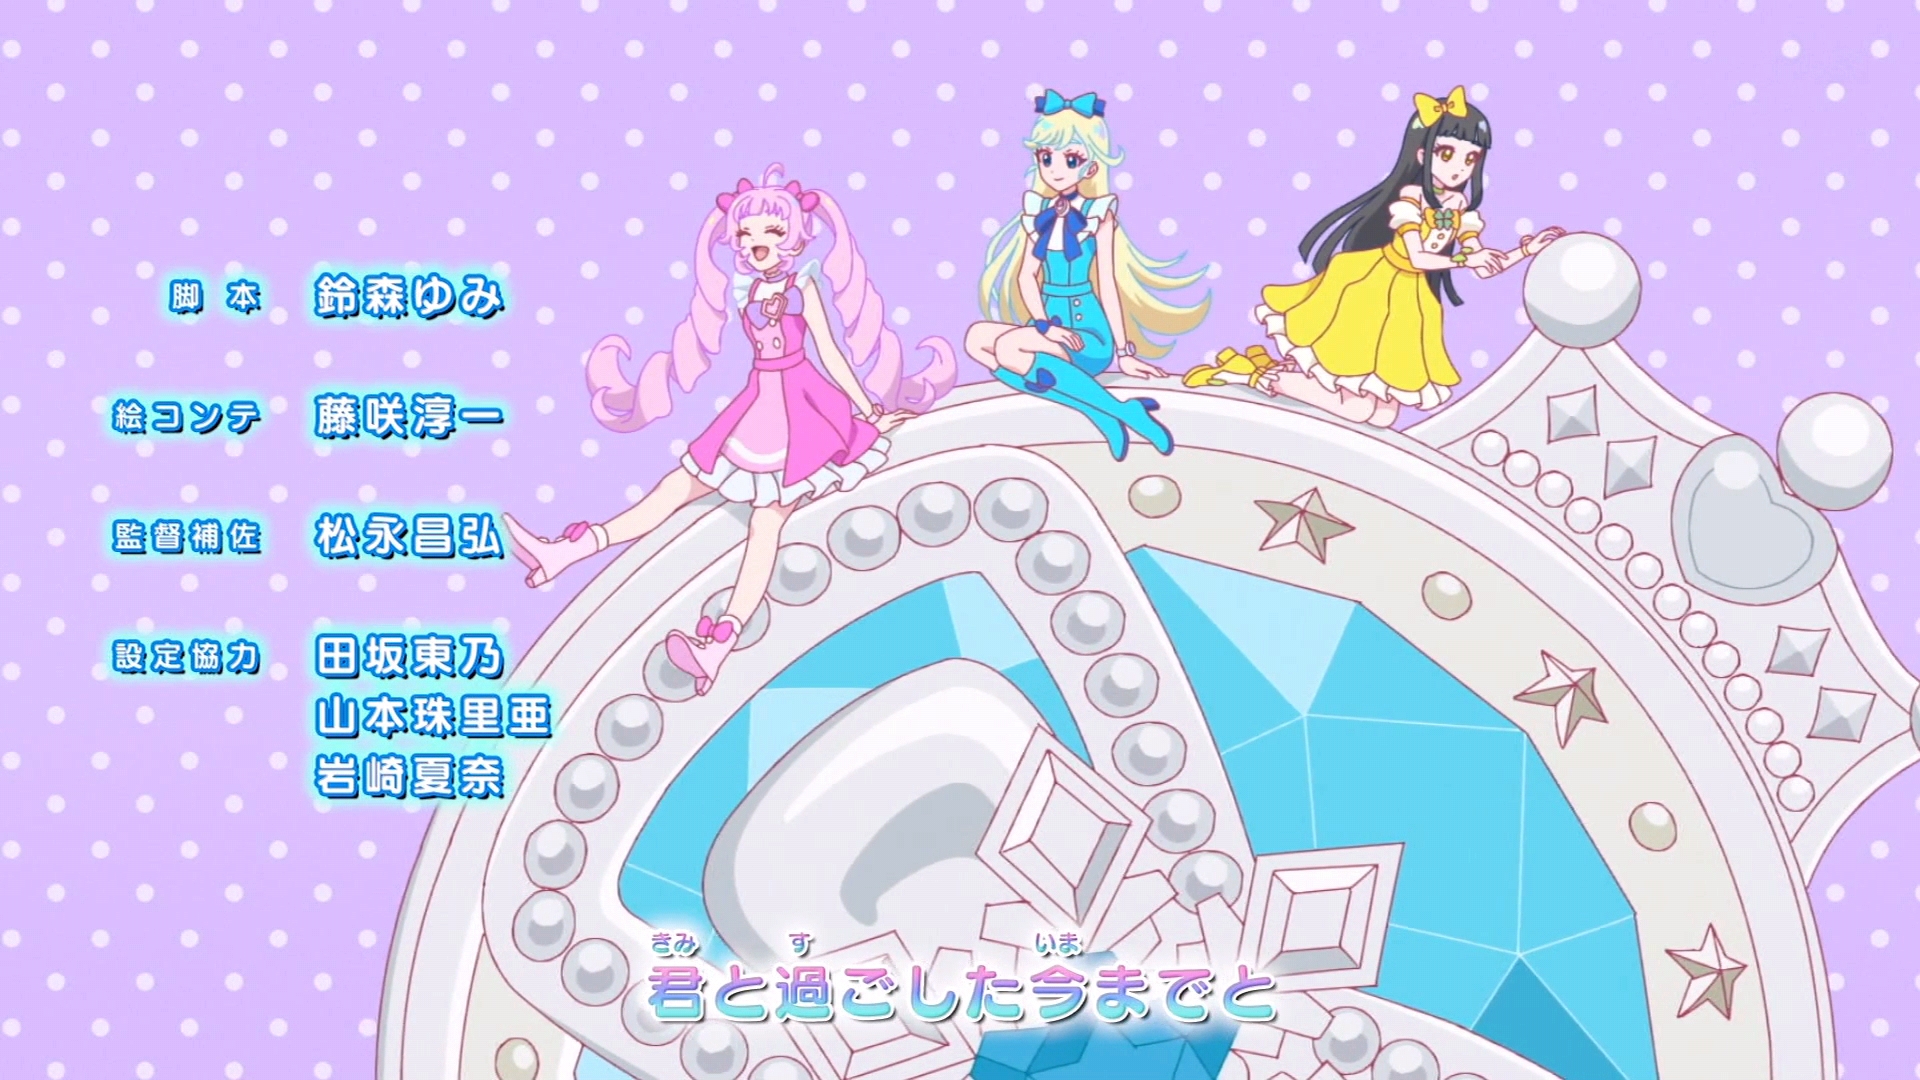 脚本 鈴森ゆみ
絵コンテ 藤咲淳一
監督補佐 松永昌弘
設定協力 田坂東乃
山本珠里亜
岩崎夏奈
きみ す いま
君と過ごした今までと